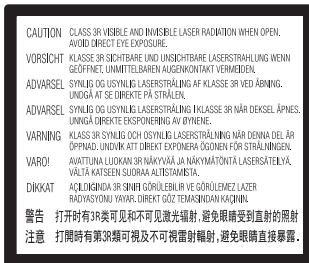 CAUTION CLASS 3R VISIBLE AND INVISIBLE LASER RADIATION WHEN OPEN.
AVOID DIRECT EYE EXPOSURE.
VORSICHT KLASSE 3R SICHTBARE UND UNSICHTBARE LASERSTRAHLUNG WENN
GEÖFFNET, UNMITTELBAREN AUGENKONTAKT VERMEIDEN.
ADVARSEL SYNLIG OG USYNLIG LASERSTRÅLING AF KLASSE 3R VED ÅBNING.
UNDGÅ AT SE DIREKTE PÅ STRÅLEN.
ADVARSEL SYNLIG OG USYNLIG LASERSTRÅLING I KLASSE 3R NÅR DEKSEL ÅPNES.
UNNGÅ DIREKTE EKSPONERING AV ØYNENE.
VARNING KLASS 3R SYNLIG OCH OSYNLIG LASERSTRÅLNING NÄR DENNA DEL ÄR
ÖPPNAD. UNDVIK ATT DIREKT EXPONERA ÖGONEN FÖR STRÅLNINGEN.
VARO! AVATTUNA LUOKAN 3R NÄKYVÄÄ JA NÄKYMÄTÖNTÄ LASERSÄTEILYÄ.
VÄLTÄ KATSEEN SUORAA ALTISTAMISTA.
DİKKAT AÇILDIĞINDA 3R SINIFI GÖRÜLEBİLİR VE GÖRÜLEMEZ LAZER
RADYASYONU YAYAR. DİREKT GÖZ TEMASINDAN KAÇININ.
警告 打开时有3R类可见和不可见激光辐射,避免眼睛受到直射的照射
注意 打開時有第3R類可視及不可視雷射輻射,避免眼睛直接暴露.